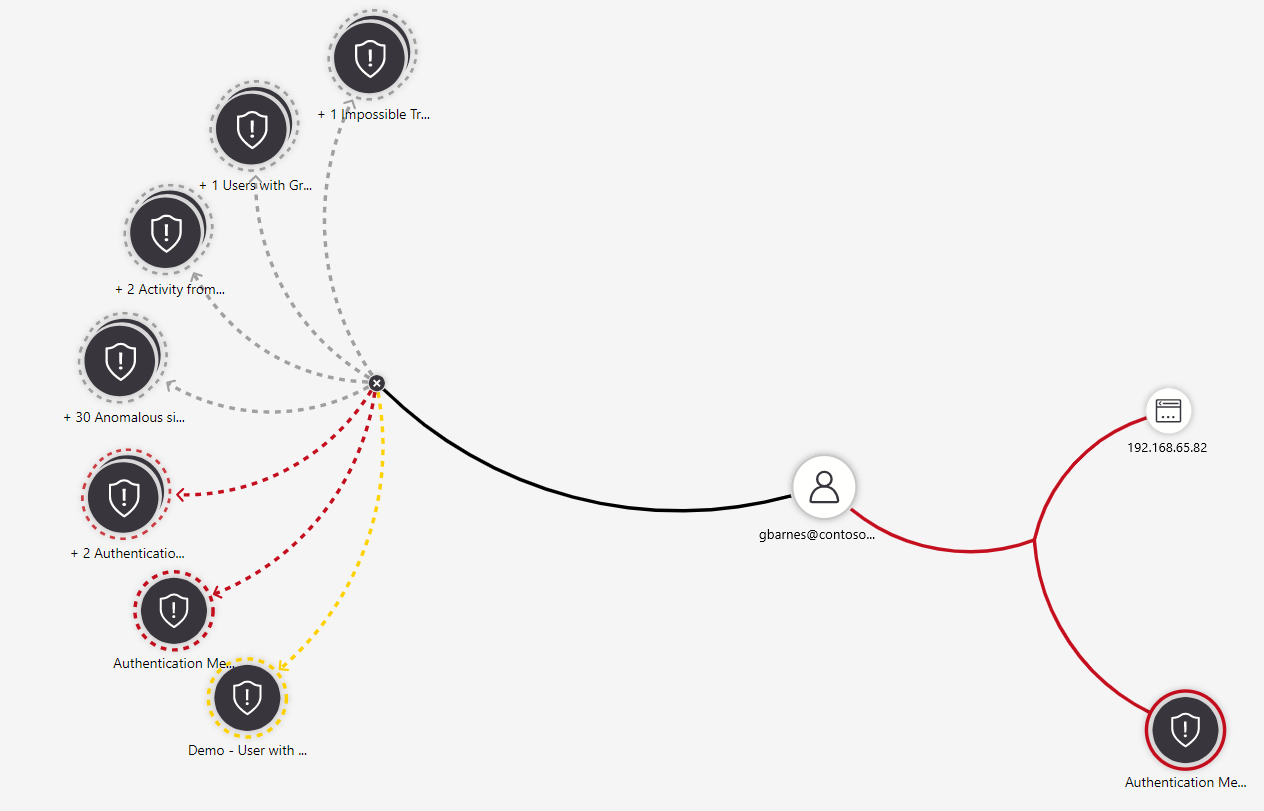 + 1 Impossible Tr...
+ 1 Users with Gr...
+ 2 Activity from...
+ 30 Anomalous si...
192.168.65.82
gbarnes@contoso...
+ 2 Authenticatio...
Authentication Me...
Demo - User with ...
Authentication Me...